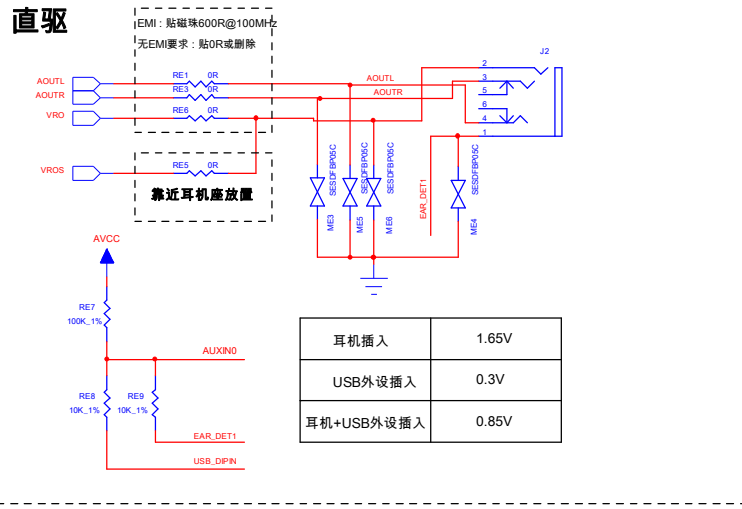 直驱
EMI : 贴磁珠600R@100MHz
无EMI要求 : 贴0R或删除
AOUTL
RE1 0R
AOUTR
RE3 0R
VRO
RE6 0R
VROS
RE5 0R
靠近耳机座放置
AOUTL
AOUTR
J2
2
3
5
6
4
1
SESDFBP05C
ME3
SESDFBP05C
ME5
SESDFBP05C
ME6
EAR_DET1
SESDFBP05C
ME4
AVCC
RE7
100K_1%
AUXIN0
RE8
10K_1%
RE9
10K_1%
EAR_DET1
USB_DIPIN
耳机插入 1.65V
USB外设插入 0.3V
耳机+USB外设插入 0.85V